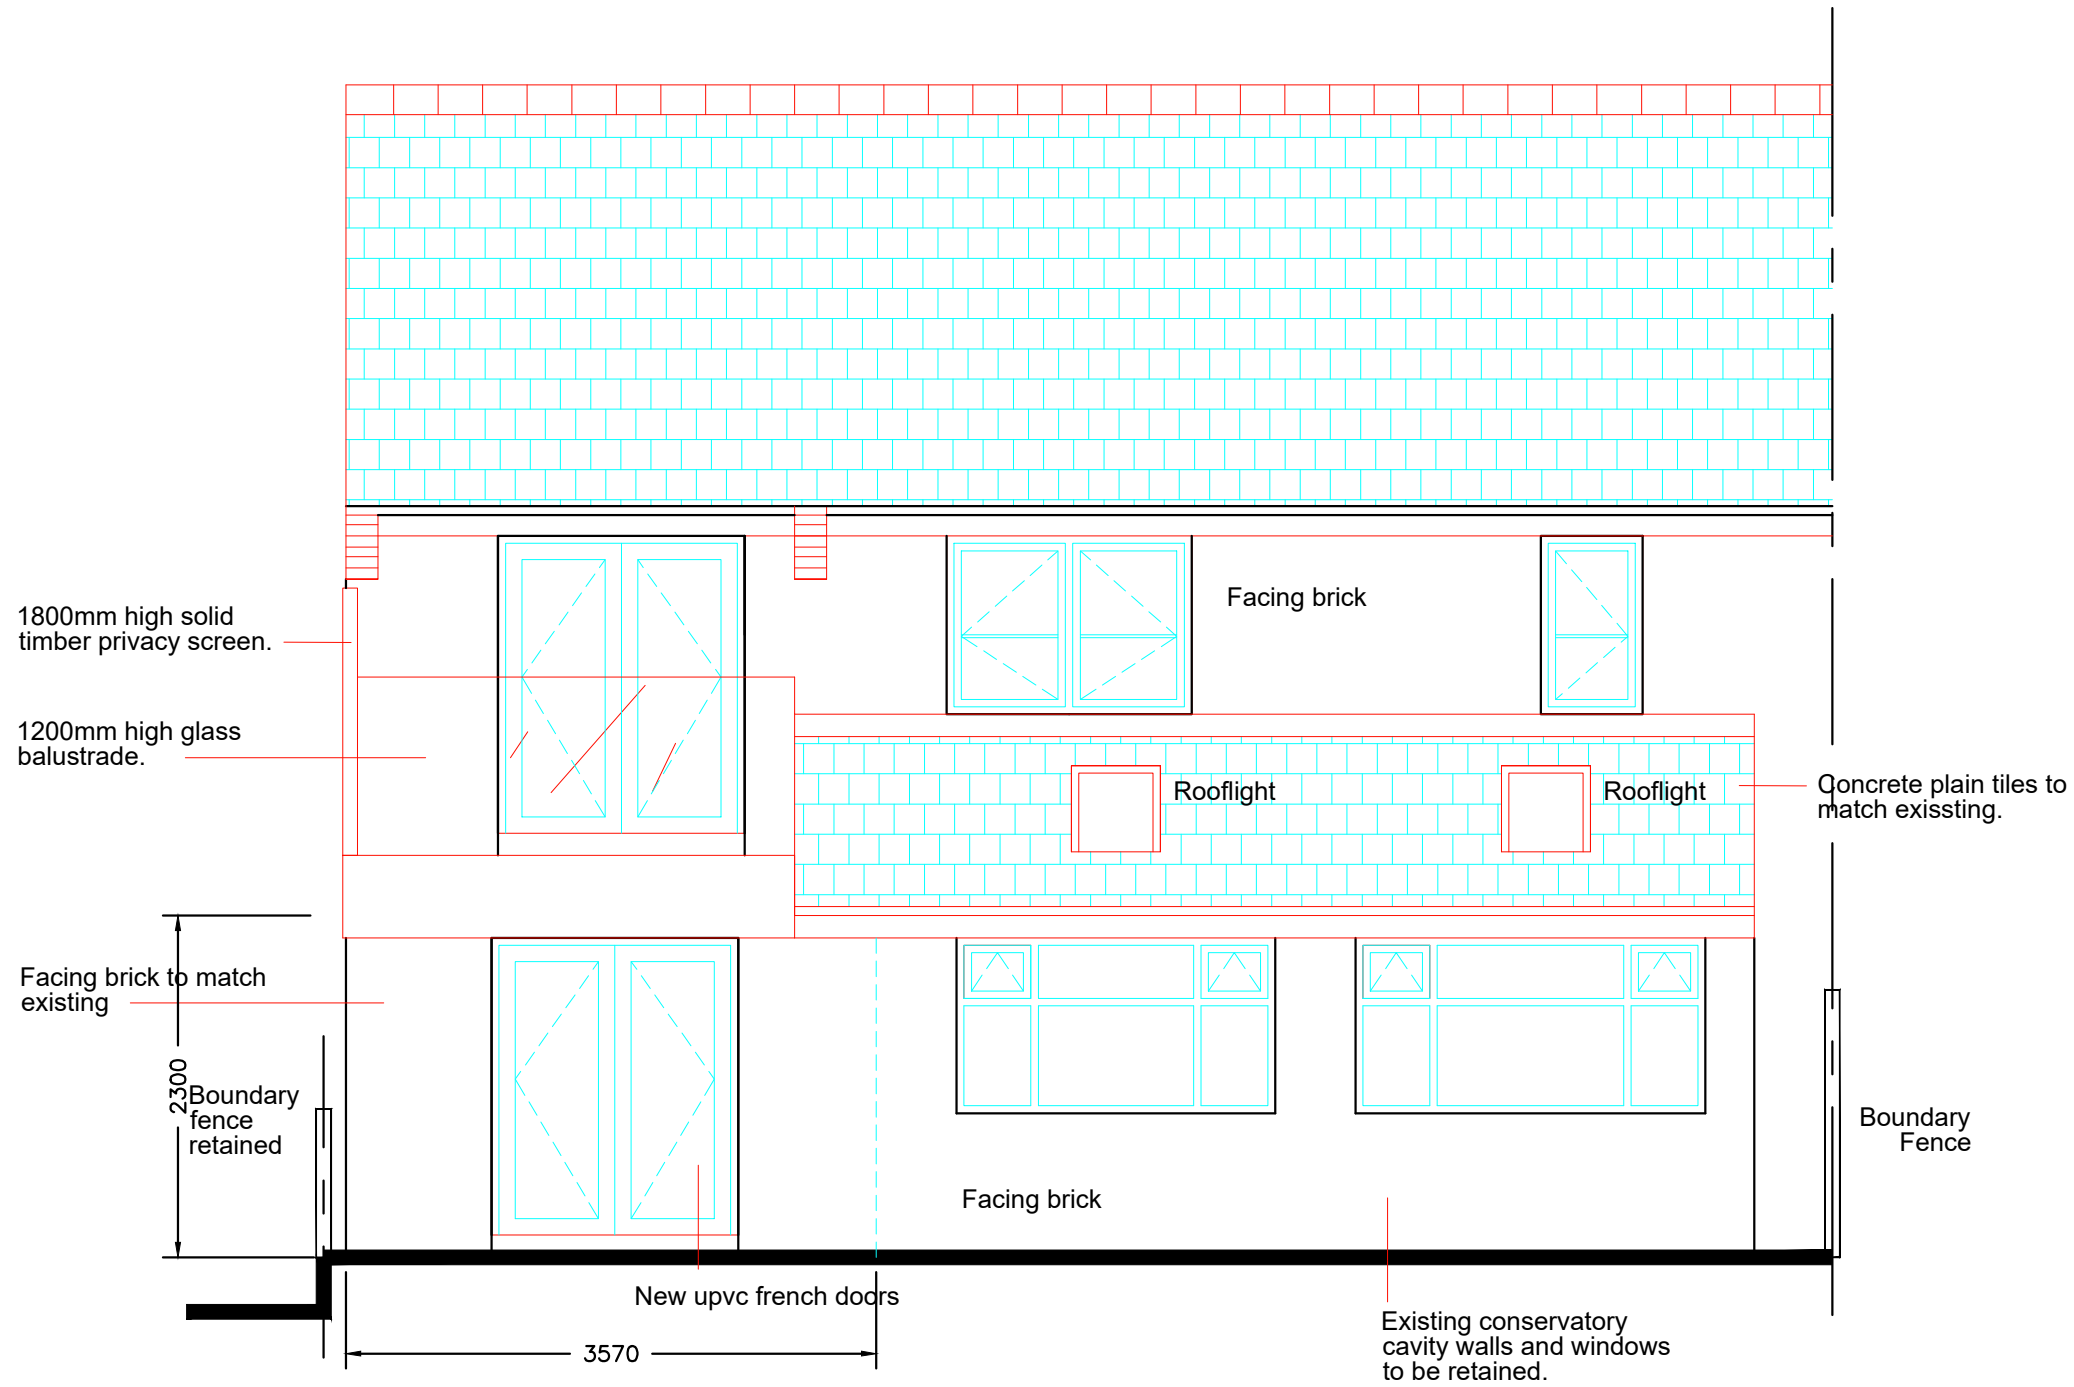 Facing brick
1800mm high solid
timber privacy screen.
1200mm high glass
balustrade.
Rooflight
Rooflight
Concrete plain tiles to
match exissting.
Facing brick to match
existing
2300
Boundary
fence
retained
Boundary
Fence
Facing brick
New upvc french doors
3570
Existing conservatory
cavity walls and windows
to be retained.